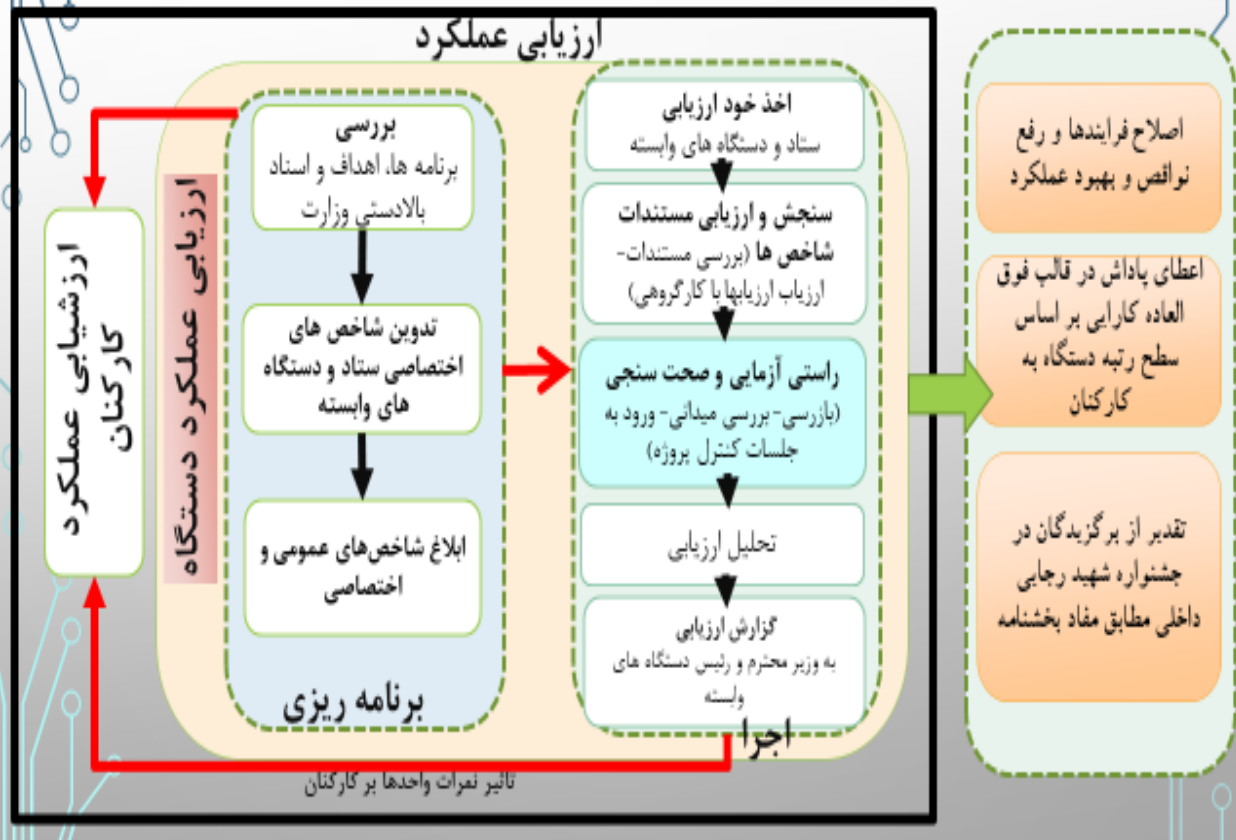 ارزیابی عملکرد
اصلاح فرایندها و رفع
نواقص و بهبود عملکرد
اعطای پاداش در قالب فوق
العاده کارایی بر اساس
سطح رتبه دستگاه به
کارکنان
تقدیر از برگزیدگان در
جشنواره شهید رجایی
داخلی مطابق مفاد بخشنامه
اخذ خود ارزیابی
ستاد و دستگاه های وابسته
سنجش و ارزیابی مستندات
شاخص ها (بررسی مستندات-
ارزیاب ارزیابها با کارگروهی)
راستی آزمایی و صحت سنجی
(بازرسی- بررسی میدانی- ورود به
جلسات کنترل پروژه)
تحلیل ارزیابی
گزارش ارزیابی
به وزیر محترم و رئیس دستگاه های
وابسته
اجرا
بررسی
برنامه ها، اهداف و اسناد
بالادستی وزارت
تدوین شاخص های
اختصاصی ستاد و دستگاه
های وابسته
ابلاغ شاخص‌های عمومی و
اختصاصی
برنامه ریزی
ارزیابی عملکرد دستگاه
ارزشیابی عملکرد
کارکنان
تاثیر نمرات واحدها بر کارکنان